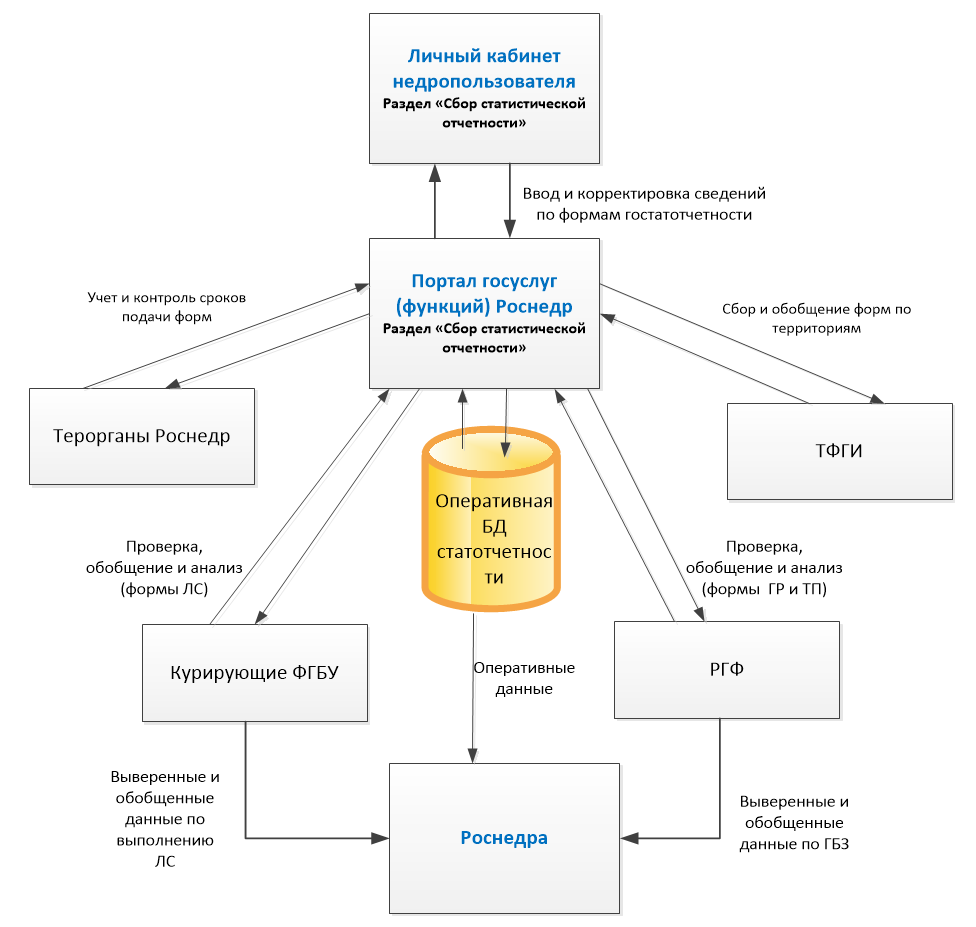 Личный кабинет
недропользователя
Раздел «Сбор статистической
отчетности»
Ввод и корректировка сведений
по формам госстатотчетности
Портал госуслуг
(функций) Роснедр
Раздел «Сбор статистической
отчетности»
Учет и контроль сроков
подачи форм
Сбор и обобщение форм по
территориям
Терорганы Роснедр
ТФГИ
Оперативная
БД
статотчетнос
ти
Проверка,
обобщение и анализ
(формы ЛС)
Проверка,
обобщение и анализ
(формы ГР и ТП)
Курирующие ФГБУ
РГФ
Оперативные
данные
Выверенные и
обобщенные
данные по
выполнению
ЛС
Роснедра
Выверенные и
обобщенные
данные по ГБЗ